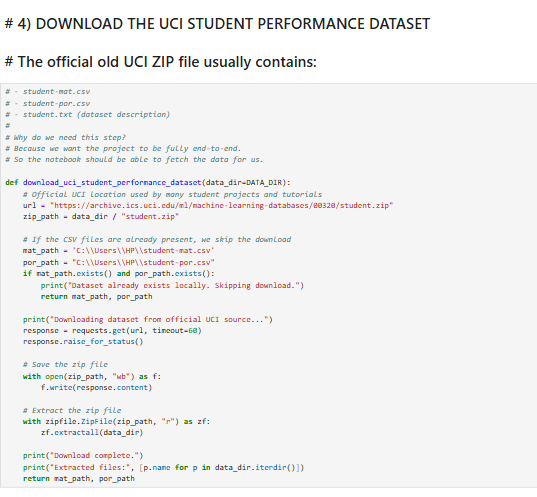 # 4) DOWNLOAD THE UCI STUDENT PERFORMANCE DATASET
# The official old UCI ZIP file usually contains:
# - student-mat.csv
# - student-por.csv
# - student.txt (dataset description)
#
# Why do we need this step?
# Because we want the project to be fully end-to-end.
# So the notebook should be able to fetch the data for us.
def download_uci_student_performance_dataset(data_dir=DATA_DIR):
# Official UCI location used by many student projects and tutorials
url = "https://archive.ics.uci.edu/ml/machine-learning-databases/00320/student.zip"
zip_path = data_dir / "student.zip"
# If the CSV files are already present, we skip the download
mat_path = 'C:\\Users\\HP\\student-mat.csv'
por_path = "C:\\Users\\HP\\student-por.csv"
if mat_path.exists() and por_path.exists():
print("Dataset already exists locally. Skipping download.")
return mat_path, por_path
print("Downloading dataset from official UCI source...")
response = requests.get(url, timeout=60)
response.raise_for_status()
# Save the zip file
with open(zip_path, "wb") as f:
f.write(response.content)
# Extract the zip file
with zipfile.ZipFile(zip_path, "r") as zf:
zf.extractall(data_dir)
print("Download complete.")
print("Extracted files:", [p.name for p in data_dir.iterdir()])
return mat_path, por_path